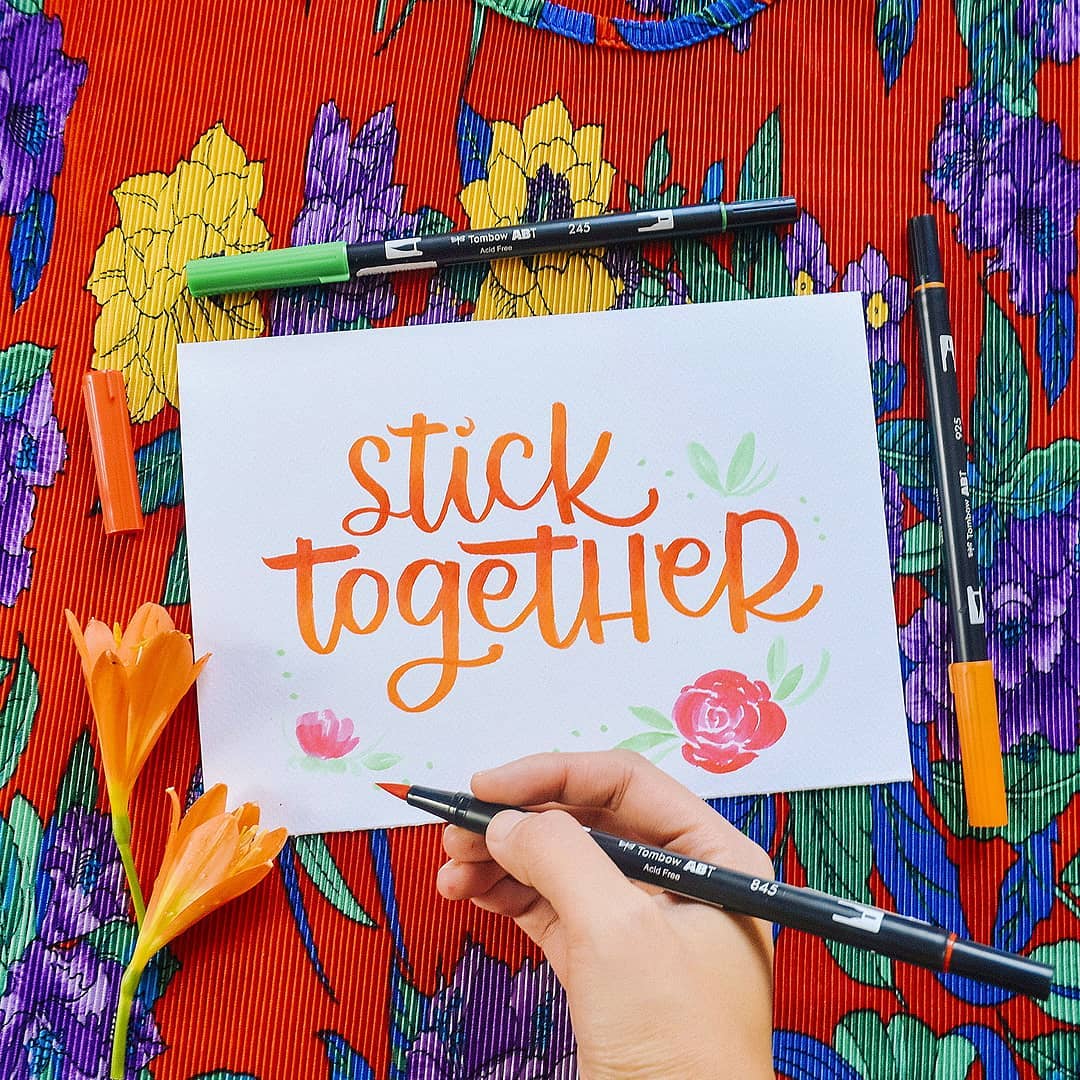 Tombow ABT 245
Acid Free
stick
togetHeR
925
Tombow ABT
Tombow ABT 845
Acid Free